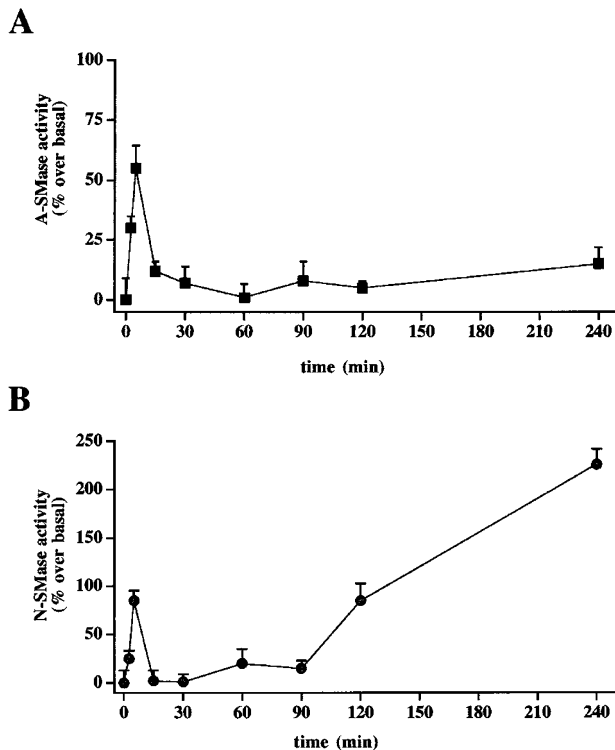 A
A-SMase activity
(% over basal)
100
75
50
25
0
0 30 60 90 120 150 180 210 240
time (min)
B
N-SMase activity
(% over basal)
250
200
150
100
50
0
0 30 60 90 120 150 180 210 240
time (min)